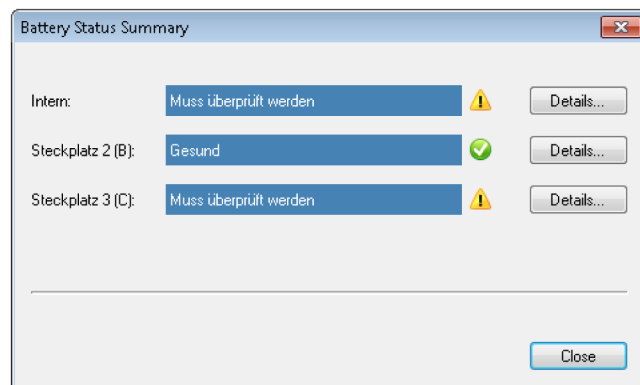 Battery Status Summary
Intern: Muss überprüft werden Details...
Steckplatz 2 (B): Gesund Details...
Steckplatz 3 (C): Muss überprüft werden Details...
Close